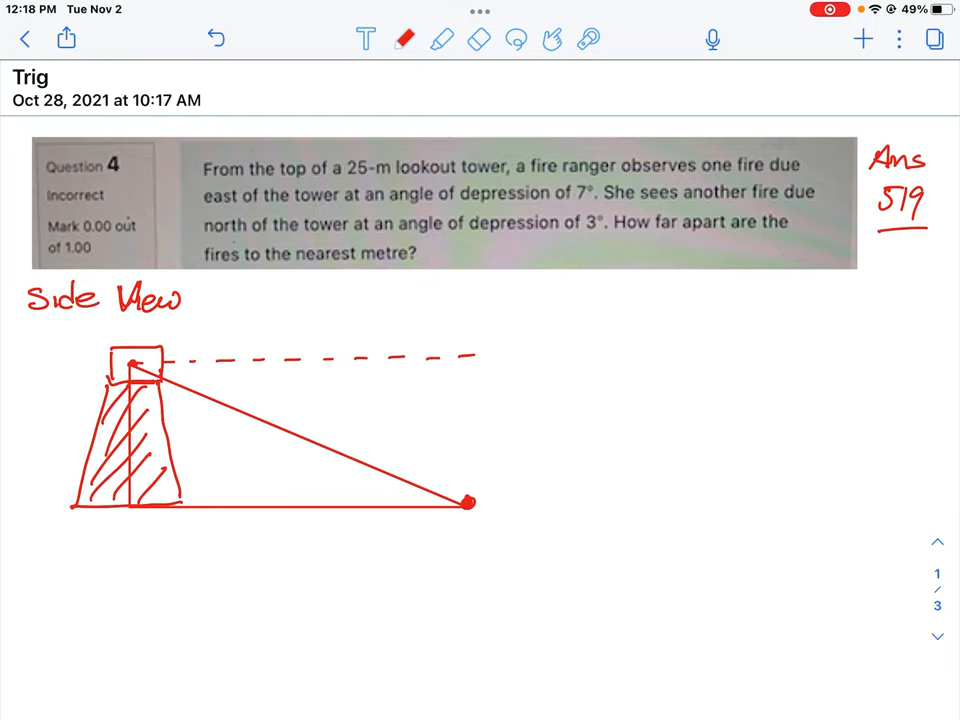 12:18 PM Tue Nov 2
49%
Trig
Oct 28, 2021 at 10:17 AM
Question 4
Incorrect
Mark 0.00 out
of 1.00
From the top of a 25-m lookout tower, a fire ranger observes one fire due
east of the tower at an angle of depression of 7°. She sees another fire due
north of the tower at an angle of depression of 3°. How far apart are the
fires to the nearest metre?
Ans
519
Side View
1
/
3